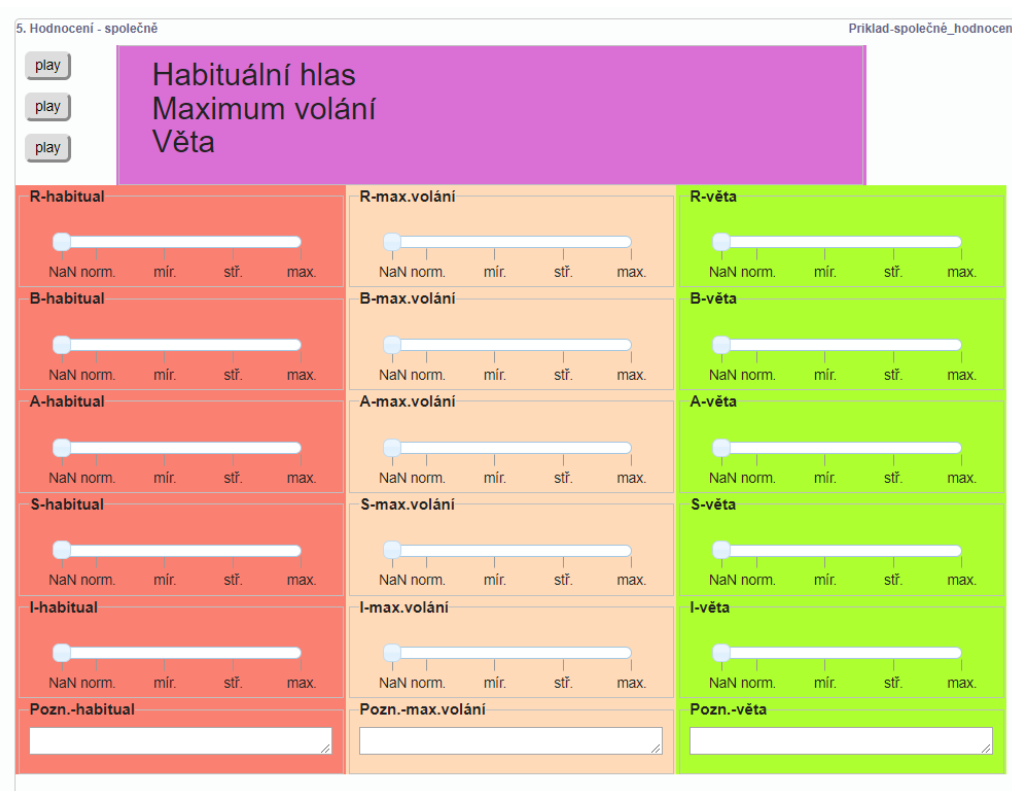 5. Hodnocení - společně Priklad-společné_hodnocen
play
Habituální hlas
play
Maximum volání
play
Věta
R-habitual R-max.volání R-věta
NaN norm. mír. stř. max. NaN norm. mír. stř. max. NaN norm. mír. stř. max.
B-habitual B-max.volání B-věta
NaN norm. mír. stř. max. NaN norm. mír. stř. max. NaN norm. mír. stř. max.
A-habitual A-max.volání A-věta
NaN norm. mír. stř. max. NaN norm. mír. stř. max. NaN norm. mír. stř. max.
S-habitual S-max.volání S-věta
NaN norm. mír. stř. max. NaN norm. mír. stř. max. NaN norm. mír. stř. max.
I-habitual I-max.volání I-věta
NaN norm. mír. stř. max. NaN norm. mír. stř. max. NaN norm. mír. stř. max.
Pozn.-habitual Pozn.-max.volání Pozn.-věta